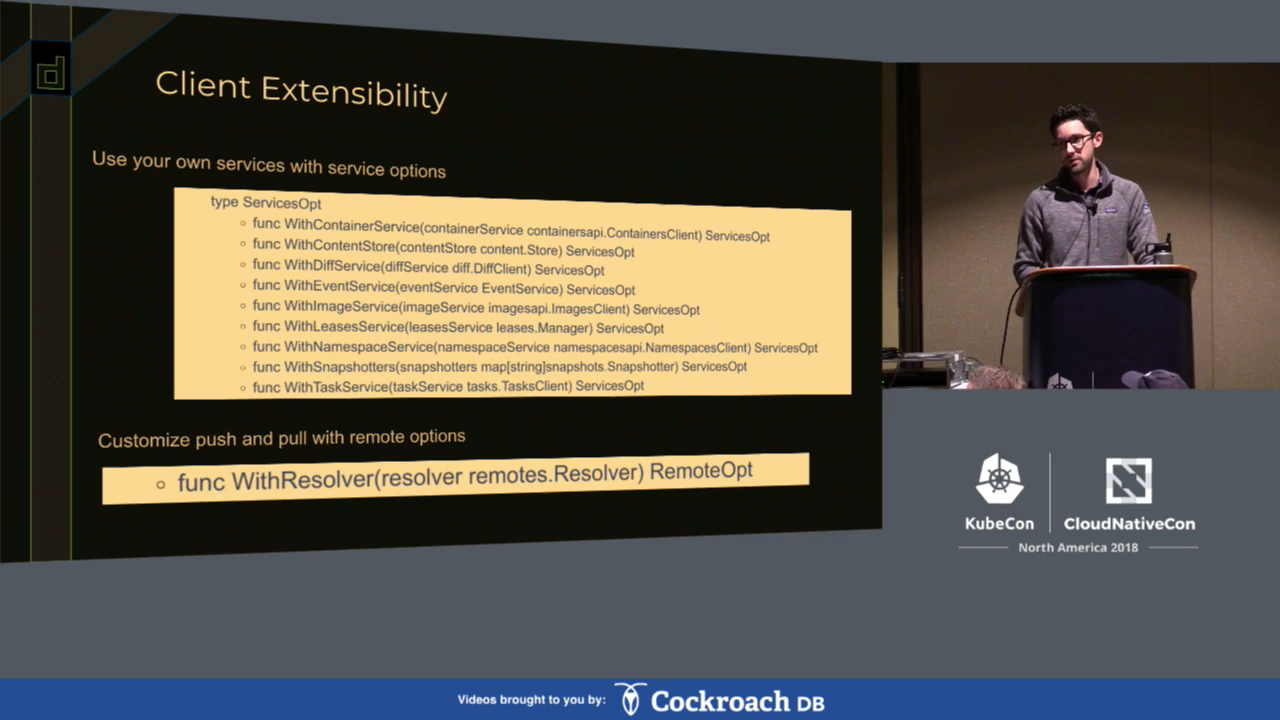 Client Extensibility
Use your own services with service options
type ServicesOpt
func WithContainerService(containerService containersapi.ContainersClient) ServicesOpt
func WithContentStore(contentStore content.Store) ServicesOpt
func WithDiffService(diffService diff.DiffClient) ServicesOpt
func WithEventService(eventService EventService) ServicesOpt
func WithImageService(imageService imagesapi.ImagesClient) ServicesOpt
func WithLeasesService(leasesService leases.Manager) ServicesOpt
func WithNamespaceService(namespaceService namespacesapi.NamespacesClient) ServicesOpt
func WithSnapshotters(snapshotters map[string]snapshots.Snapshotter) ServicesOpt
func WithTaskService(taskService tasks.TasksClient) ServicesOpt
Customize push and pull with remote options
func WithResolver(resolver remotes.Resolver) RemoteOpt
KubeCon
CloudNativeCon
North America 2018
Videos brought to you by:
Cockroach DB